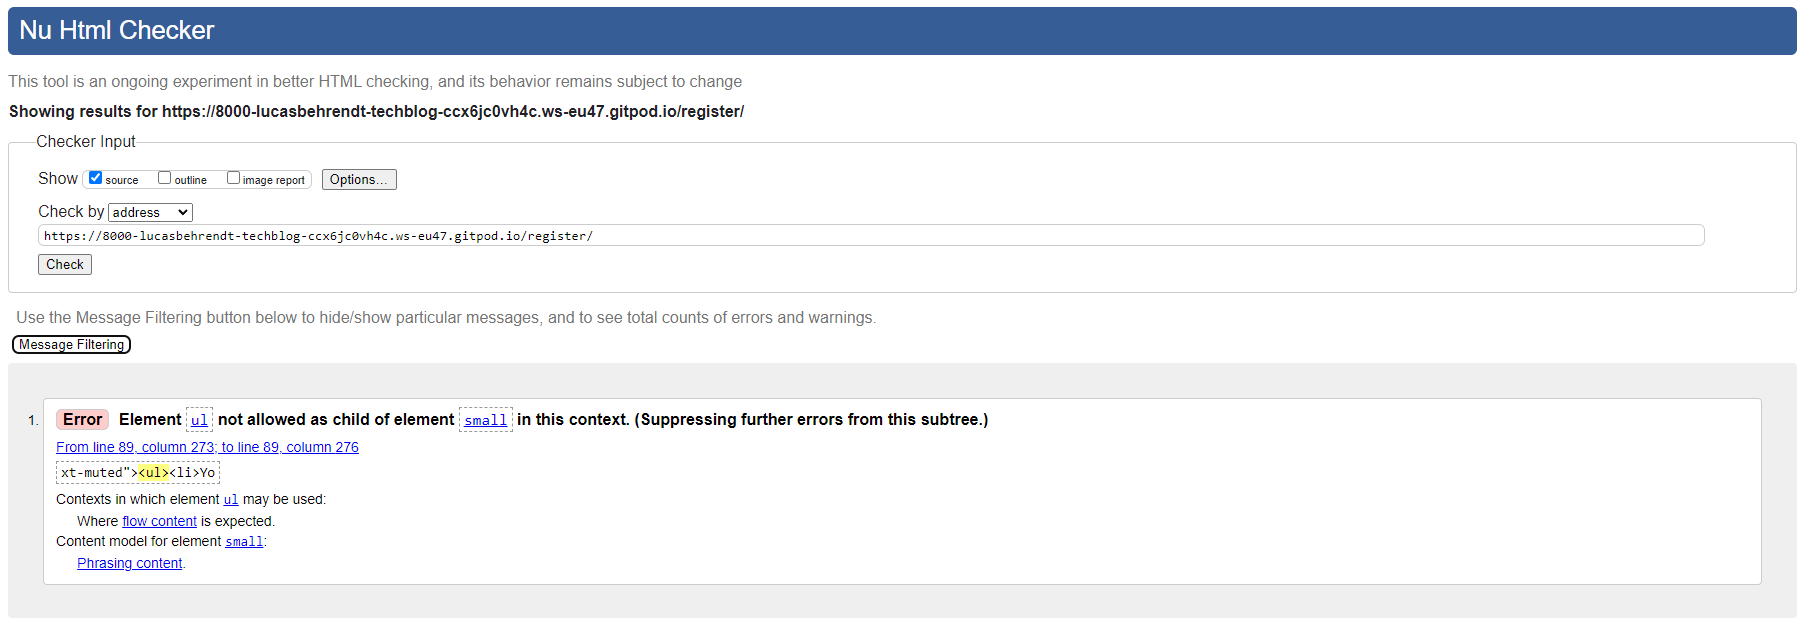 Nu Html Checker
This tool is an ongoing experiment in better HTML checking, and its behavior remains subject to change
Showing results for https://8000-lucasbehrendt-techblog-ccx6jc0vh4c.ws-eu47.gitpod.io/register/
Checker Input
Show source outline image report Options...
Check by address
https://8000-lucasbehrendt-techblog-ccx6jc0vh4c.ws-eu47.gitpod.io/register/
Check
Use the Message Filtering button below to hide/show particular messages, and to see total counts of errors and warnings.
Message Filtering
1. Error Element ul not allowed as child of element small in this context. (Suppressing further errors from this subtree.)
From line 89, column 273; to line 89, column 276
xt-muted"><ul><li>Yo
Contexts in which element ul may be used:
Where flow content is expected.
Content model for element small:
Phrasing content.